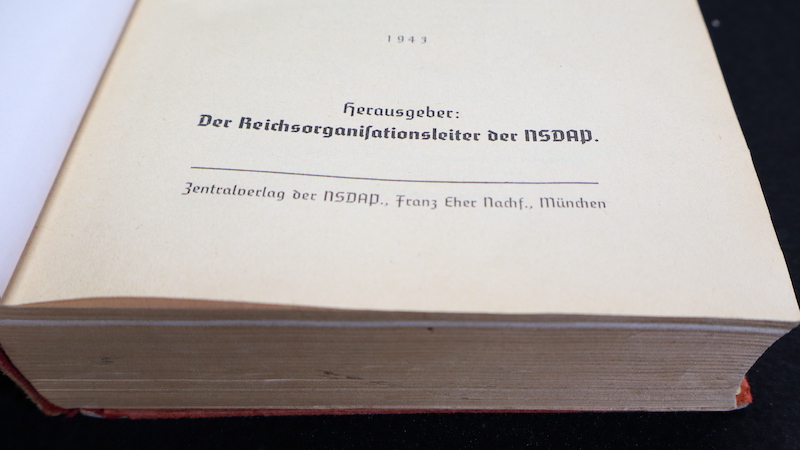 1943
Herausgeber:
Der Reichsorganiſationsleiter der NSDAP.
Zentralverlag der NSDAP., Franz Eher Nachf., München